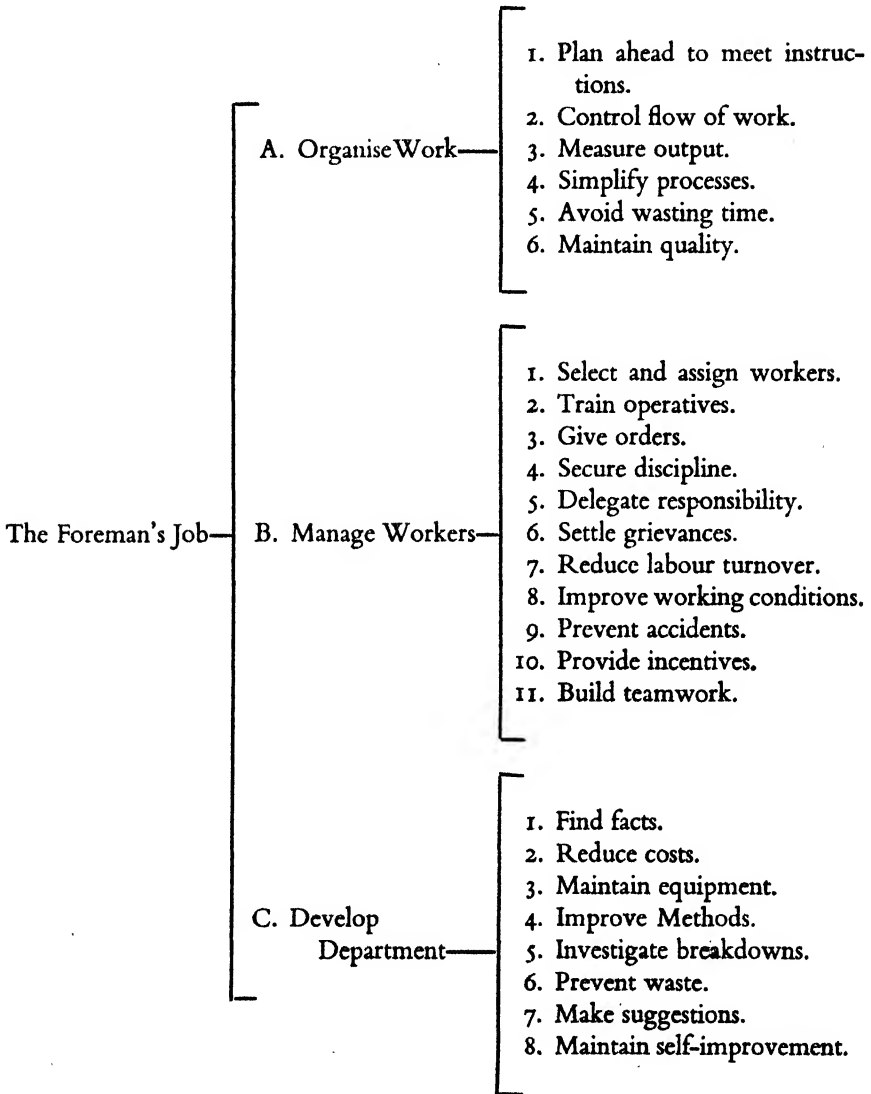 1. Plan ahead to meet instruc-
tions.
2. Control flow of work.
A. Organise Work
3. Measure output.
4. Simplify processes.
5. Avoid wasting time.
6. Maintain quality.
1. Select and assign workers.
2. Train operatives.
3. Give orders.
4. Secure discipline.
5. Delegate responsibility.
The Foreman's Job
B. Manage Workers
6. Settle grievances.
7. Reduce labour turnover.
8. Improve working conditions.
9. Prevent accidents.
10. Provide incentives.
11. Build teamwork.
1. Find facts.
2. Reduce costs.
3. Maintain equipment.
C. Develop
Department
4. Improve Methods.
5. Investigate breakdowns.
6. Prevent waste.
7. Make suggestions.
8. Maintain self-improvement.